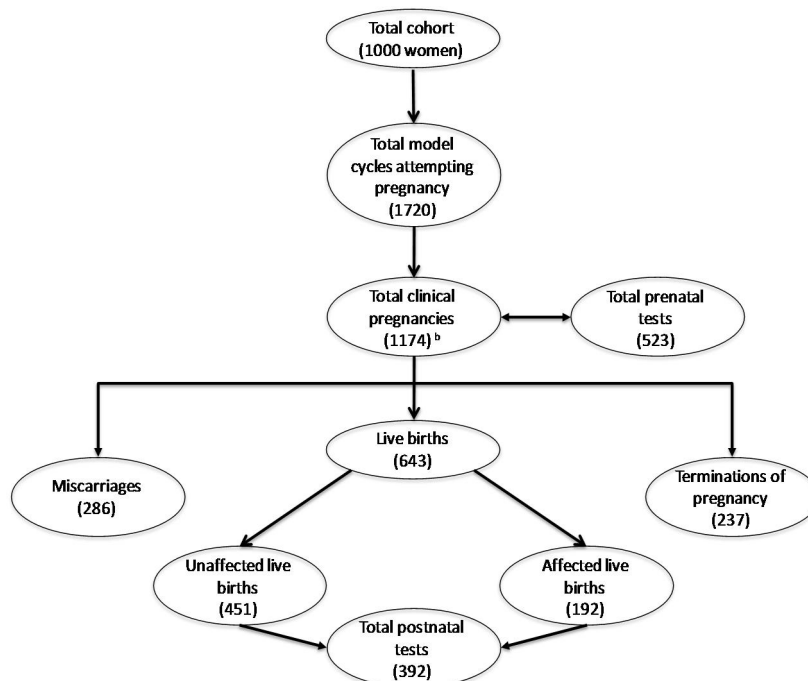 Total cohort
(1000 women)
Total model
cycles attempting
pregnancy
(1720)
Total clinical
pregnancies
(1174) b
Total prenatal
tests
(523)
Live births
(643)
Miscarriages
(286)
Terminations of
pregnancy
(237)
Unaffected live
births
(451)
Affected live
births
(192)
Total postnatal
tests
(392)